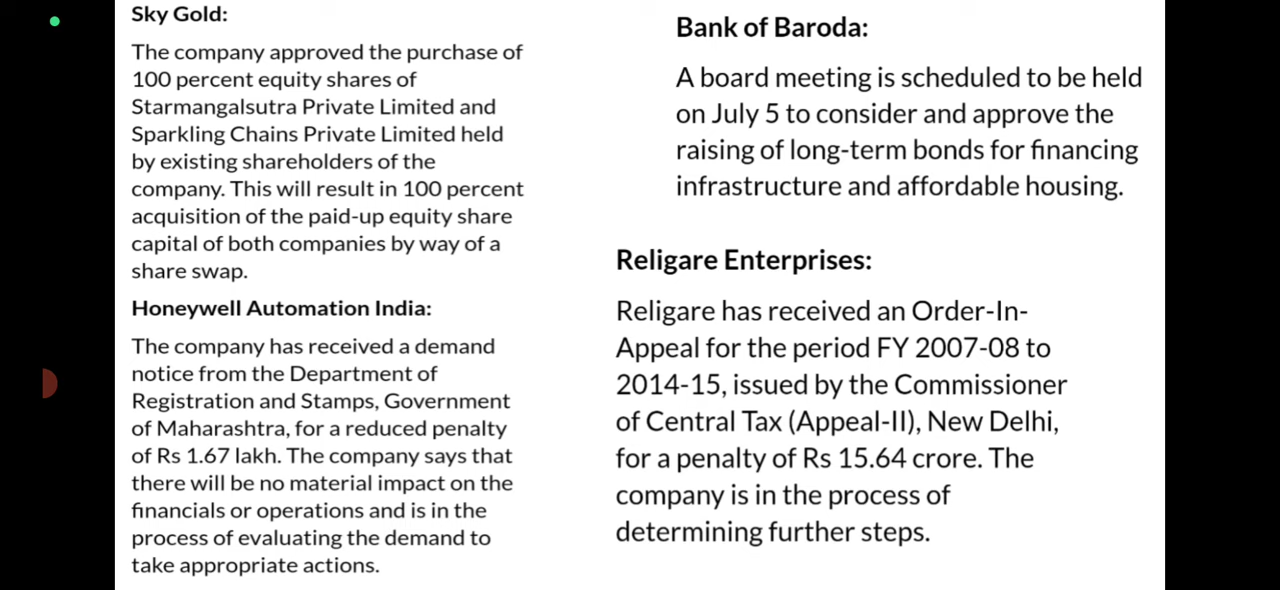 Sky Gold:
The company approved the purchase of
100 percent equity shares of
Starmangalsutra Private Limited and
Sparkling Chains Private Limited held
by existing shareholders of the
company. This will result in 100 percent
acquisition of the paid-up equity share
capital of both companies by way of a
share swap.
Honeywell Automation India:
The company has received a demand
notice from the Department of
Registration and Stamps, Government
of Maharashtra, for a reduced penalty
of Rs 1.67 lakh. The company says that
there will be no material impact on the
financials or operations and is in the
process of evaluating the demand to
take appropriate actions.
Bank of Baroda:
A board meeting is scheduled to be held
on July 5 to consider and approve the
raising of long-term bonds for financing
infrastructure and affordable housing.
Religare Enterprises:
Religare has received an Order-In-
Appeal for the period FY 2007-08 to
2014-15, issued by the Commissioner
of Central Tax (Appeal-II), New Delhi,
for a penalty of Rs 15.64 crore. The
company is in the process of
determining further steps.